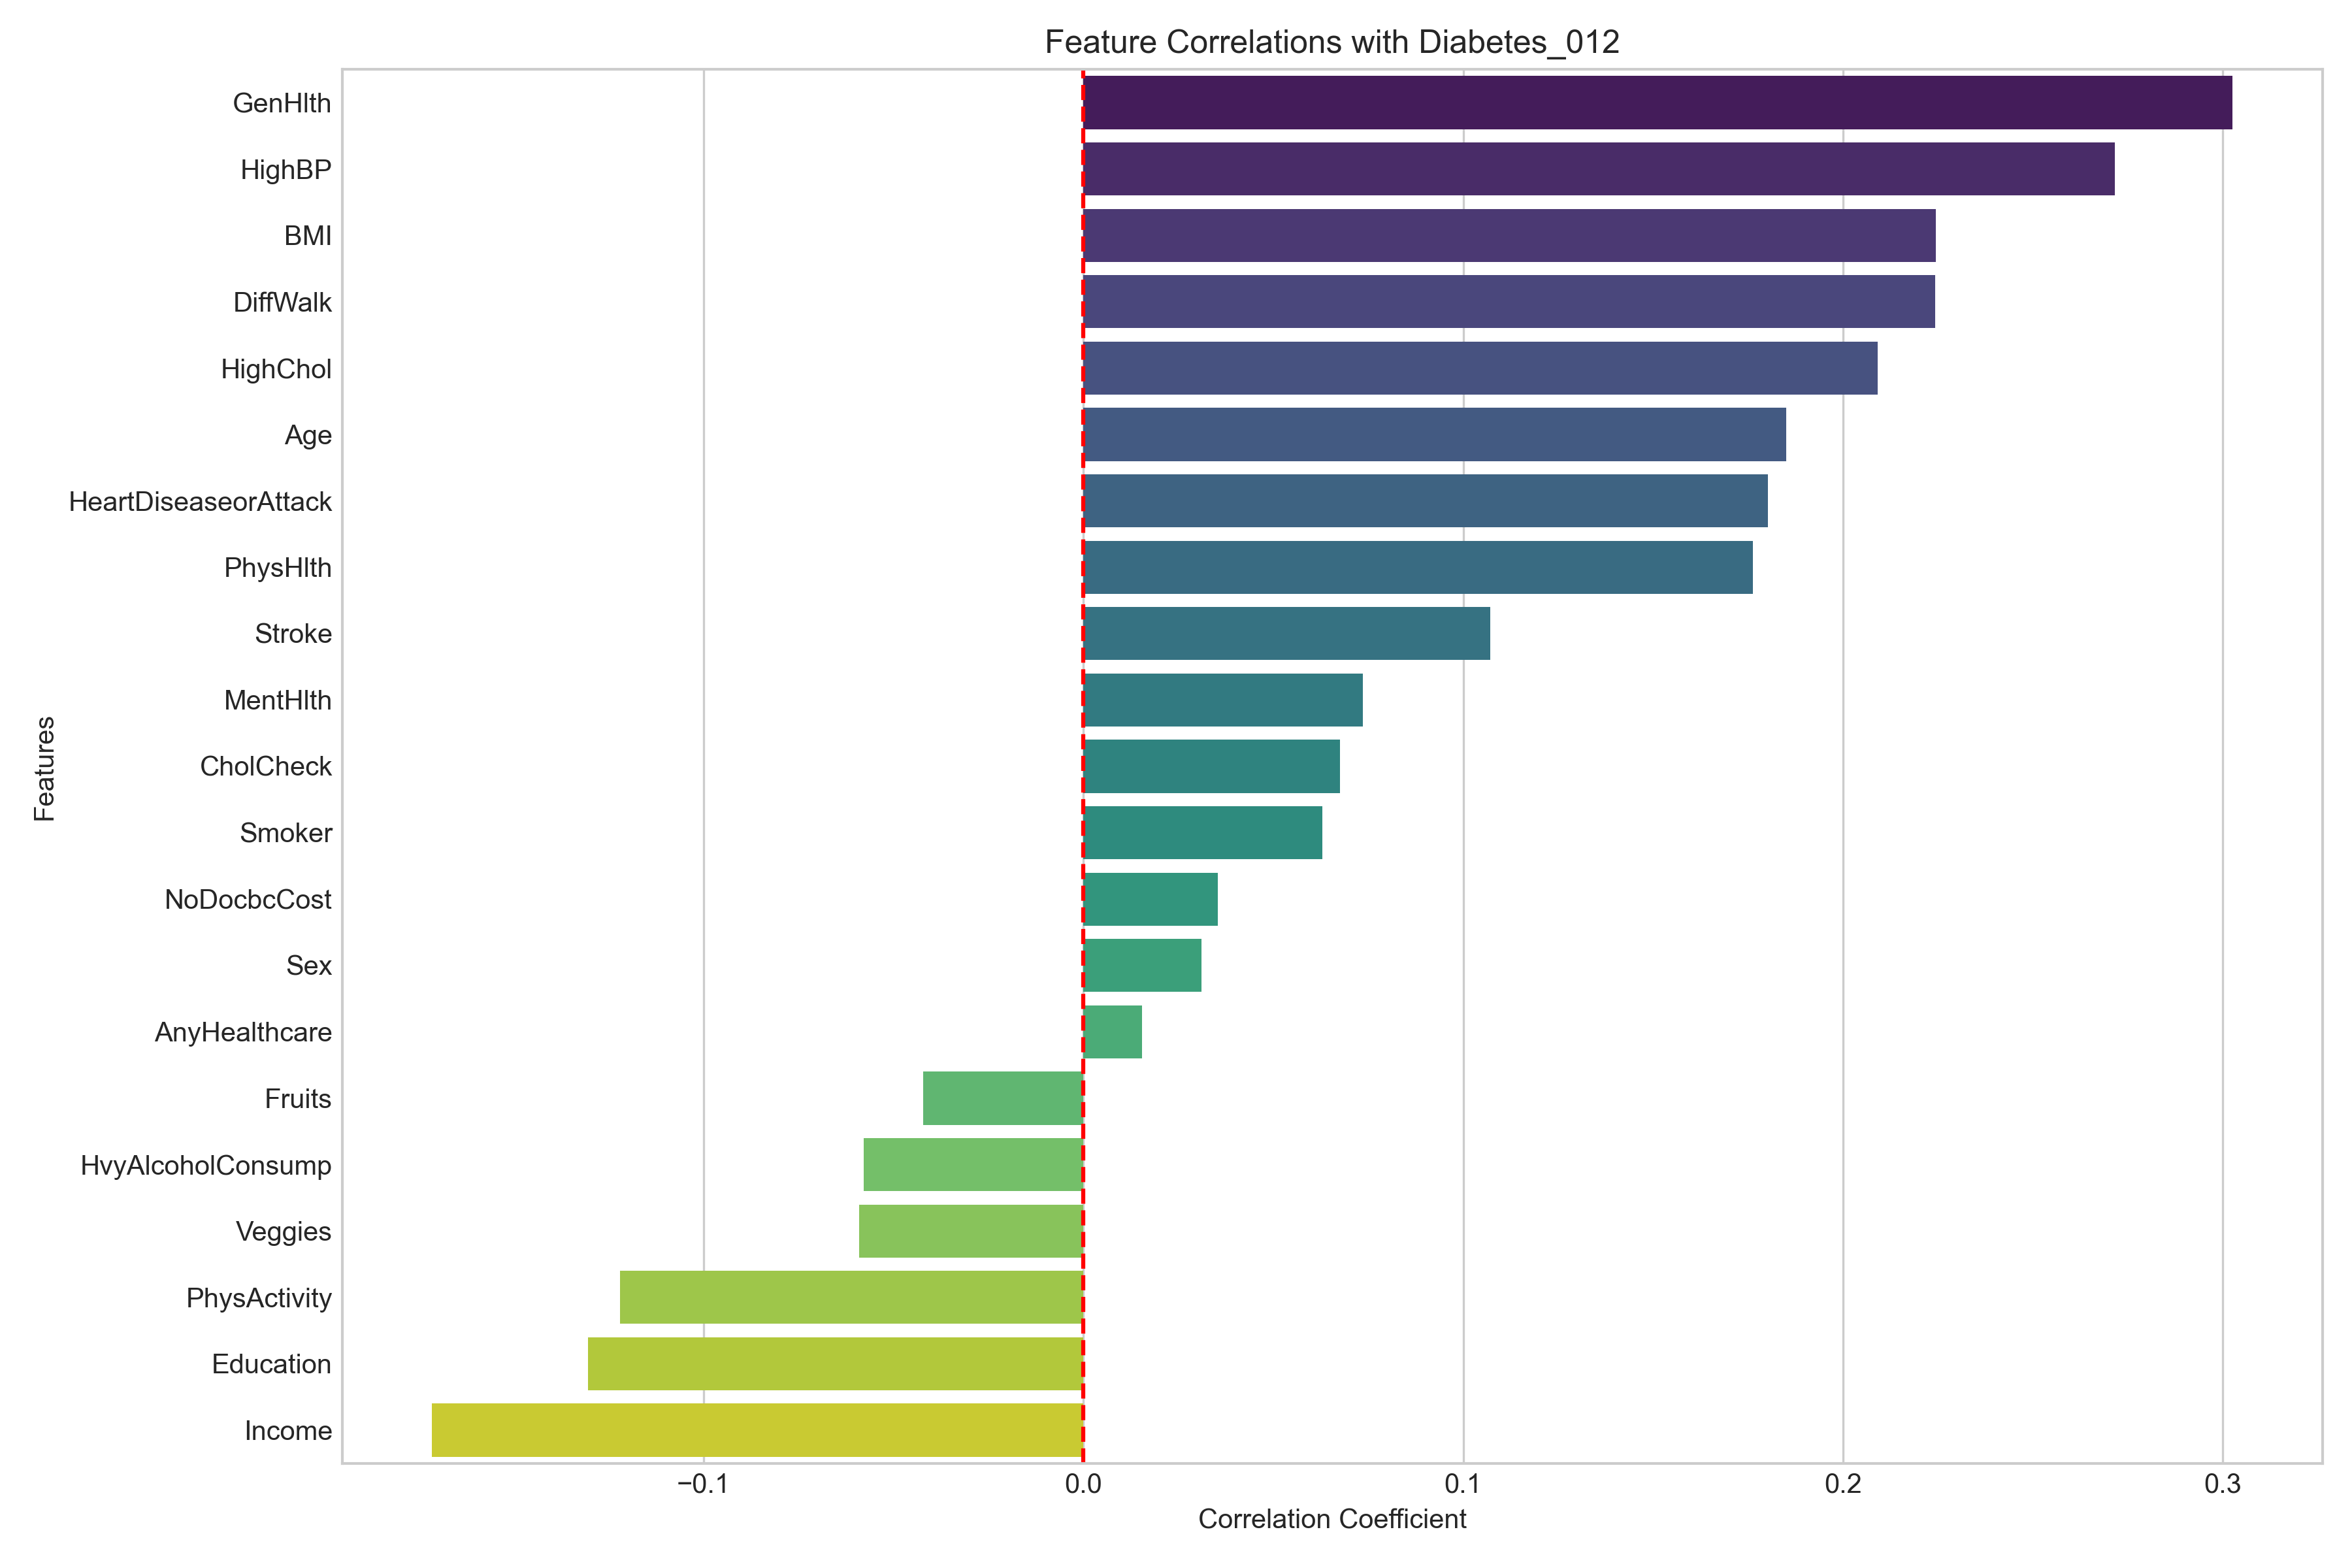 Feature Correlations with Diabetes_012
GenHlth
HighBP
BMI
DiffWalk
HighChol
Age
HeartDiseaseorAttack
PhysHlth
Stroke
MentHlth
CholCheck
Smoker
NoDocbcCost
Sex
AnyHealthcare
Fruits
HvyAlcoholConsump
Veggies
PhysActivity
Education
Income
Features
−0.1 0.0 0.1 0.2 0.3
Correlation Coefficient